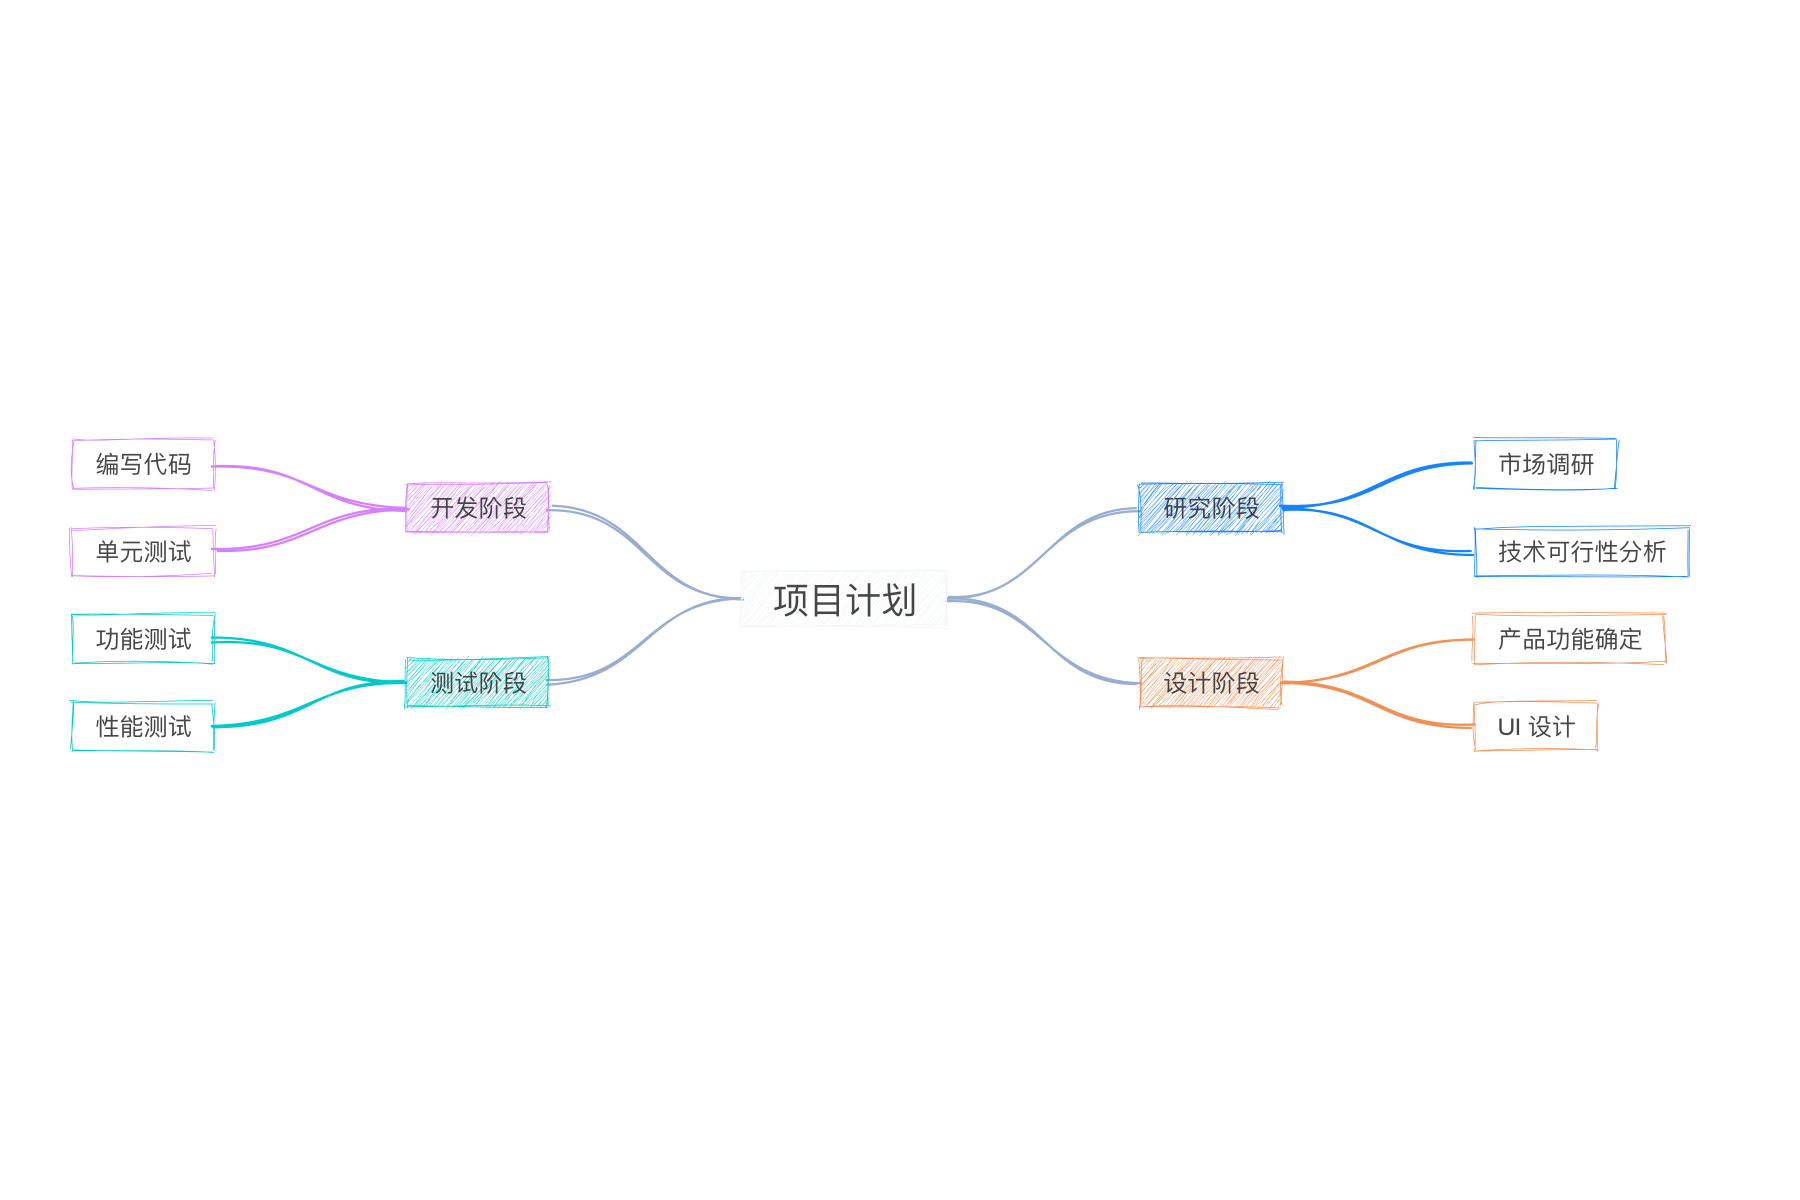 项目计划
研究阶段
市场调研
技术可行性分析
设计阶段
产品功能确定
UI 设计
开发阶段
编写代码
单元测试
测试阶段
功能测试
性能测试